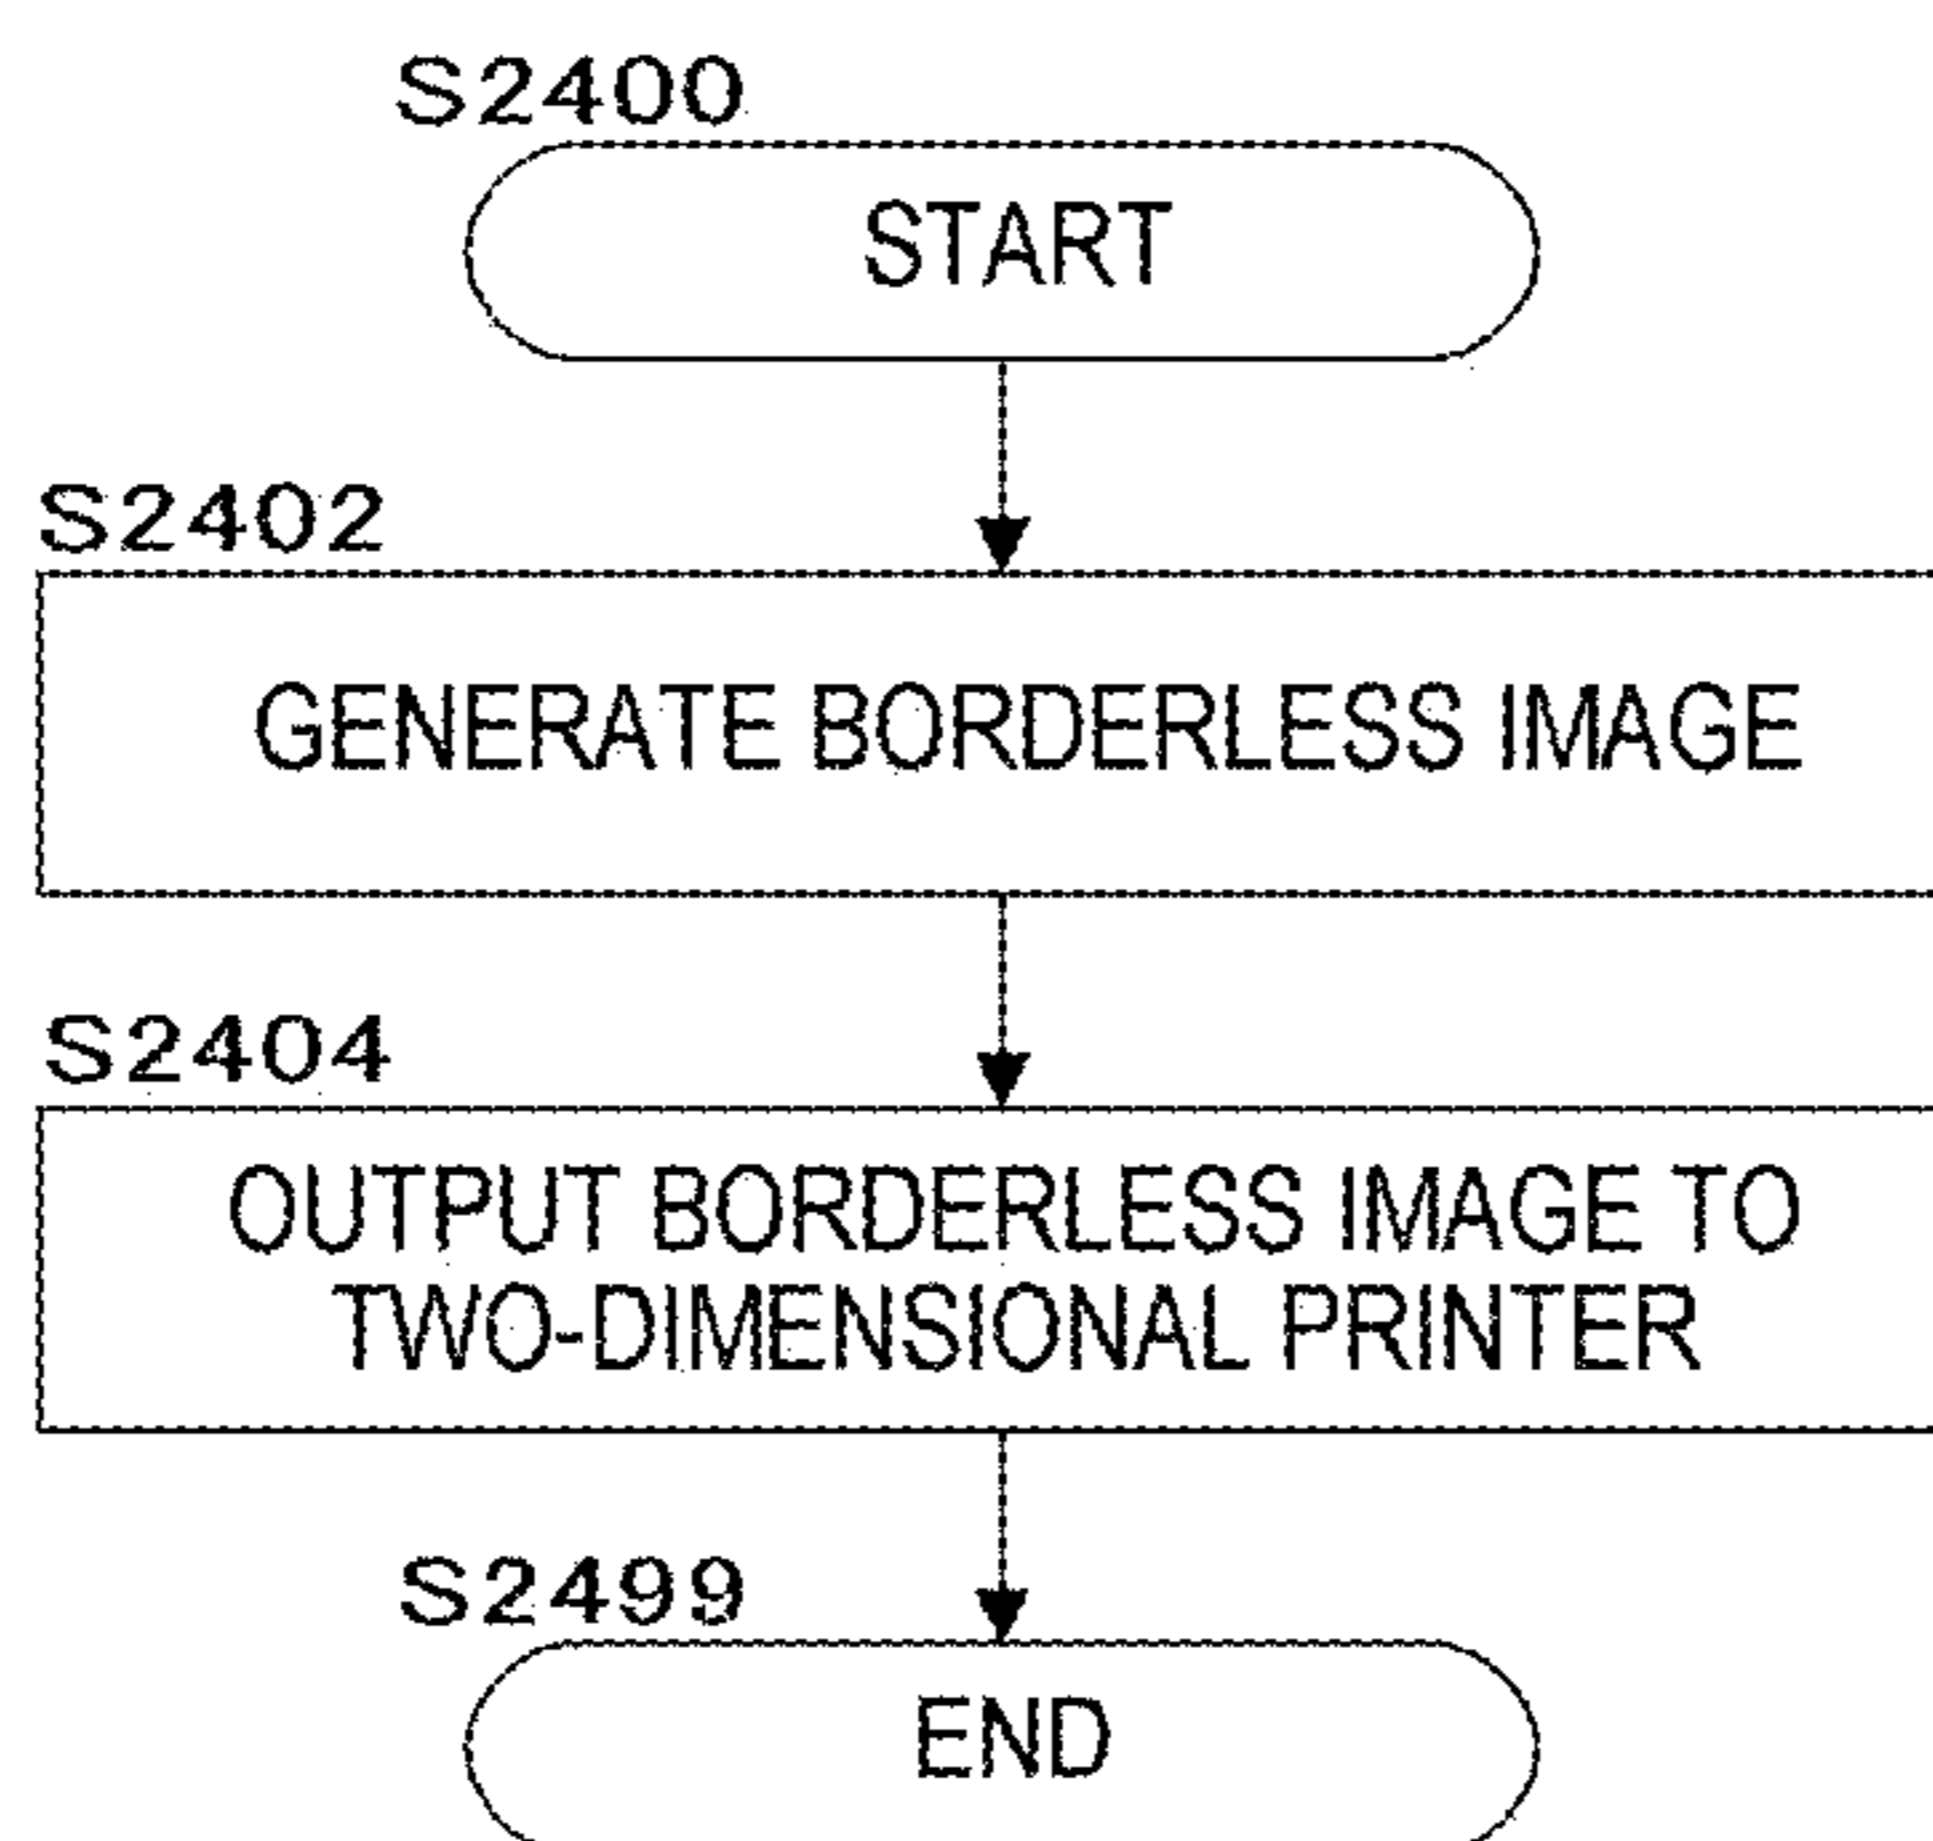 S2400
START
S2402
GENERATE BORDERLESS IMAGE
S2404
OUTPUT BORDERLESS IMAGE TO
TWO-DIMENSIONAL PRINTER
S2499
END